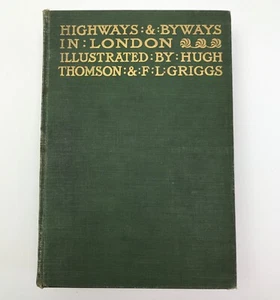 HIGHWAYS : & : BYWAYS
IN : LONDON
ILLUSTRATED : BY : HUGH
THOMSON : & : F : L : GRIGGS